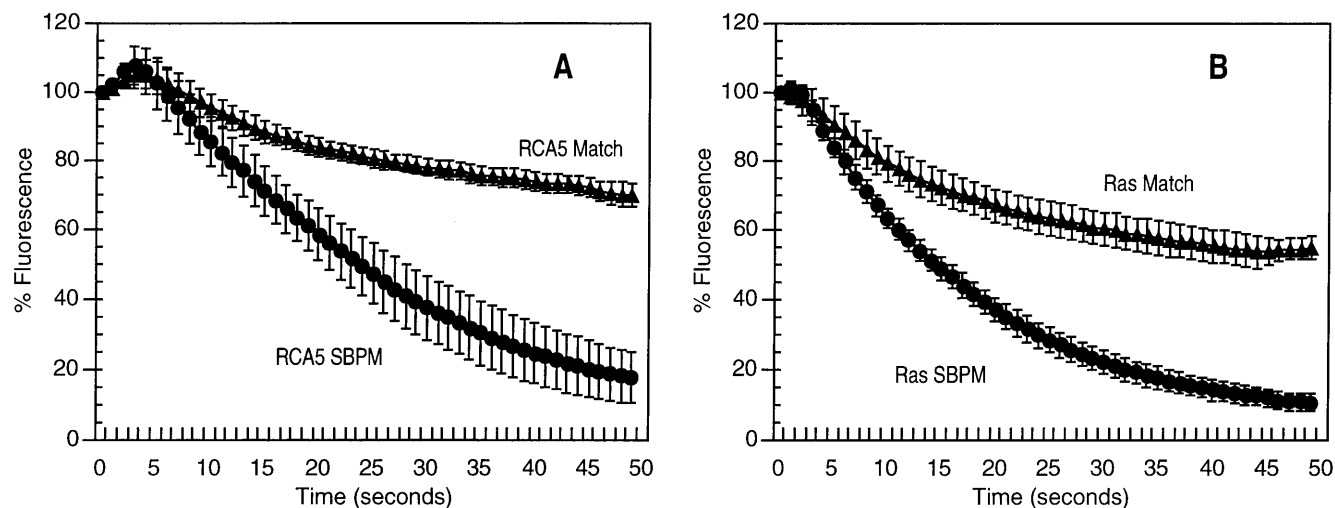 A
% Fluorescence
120
100
80
60
40
20
0
RCA5 Match
RCA5 SBPM
0 5 10 15 20 25 30 35 40 45 50
Time (seconds)
B
% Fluorescence
120
100
80
60
40
20
0
Ras Match
Ras SBPM
0 5 10 15 20 25 30 35 40 45 50
Time (seconds)